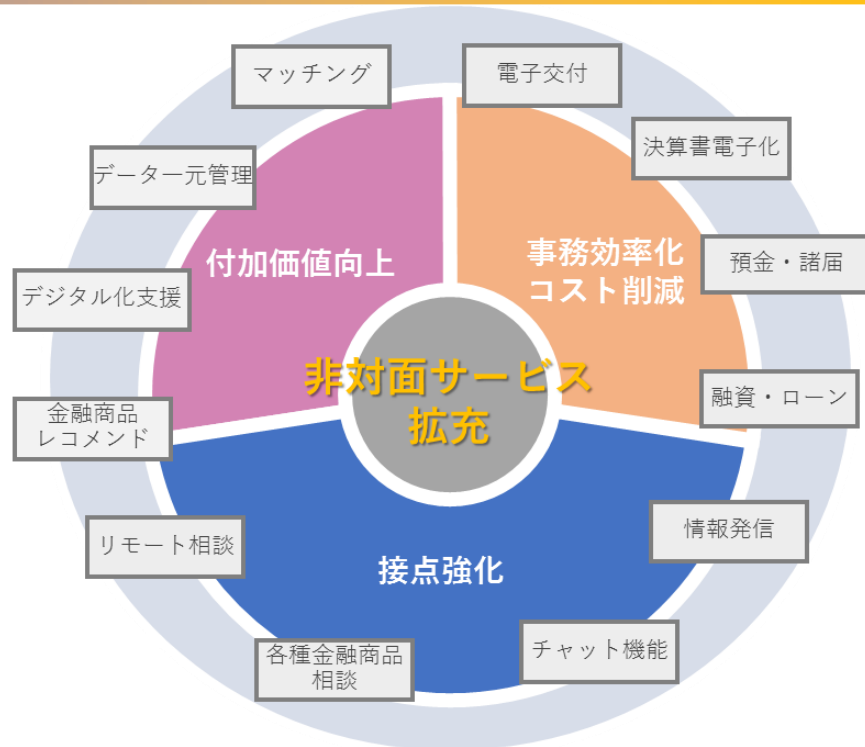 マッチング
電子交付
決算書電子化
データ一元管理
付加価値向上
事務効率化
コスト削減
預金・諸届
デジタル化支援
非対面サービス
拡充
融資・ローン
金融商品
レコメンド
情報発信
リモート相談
接点強化
チャット機能
各種金融商品
相談